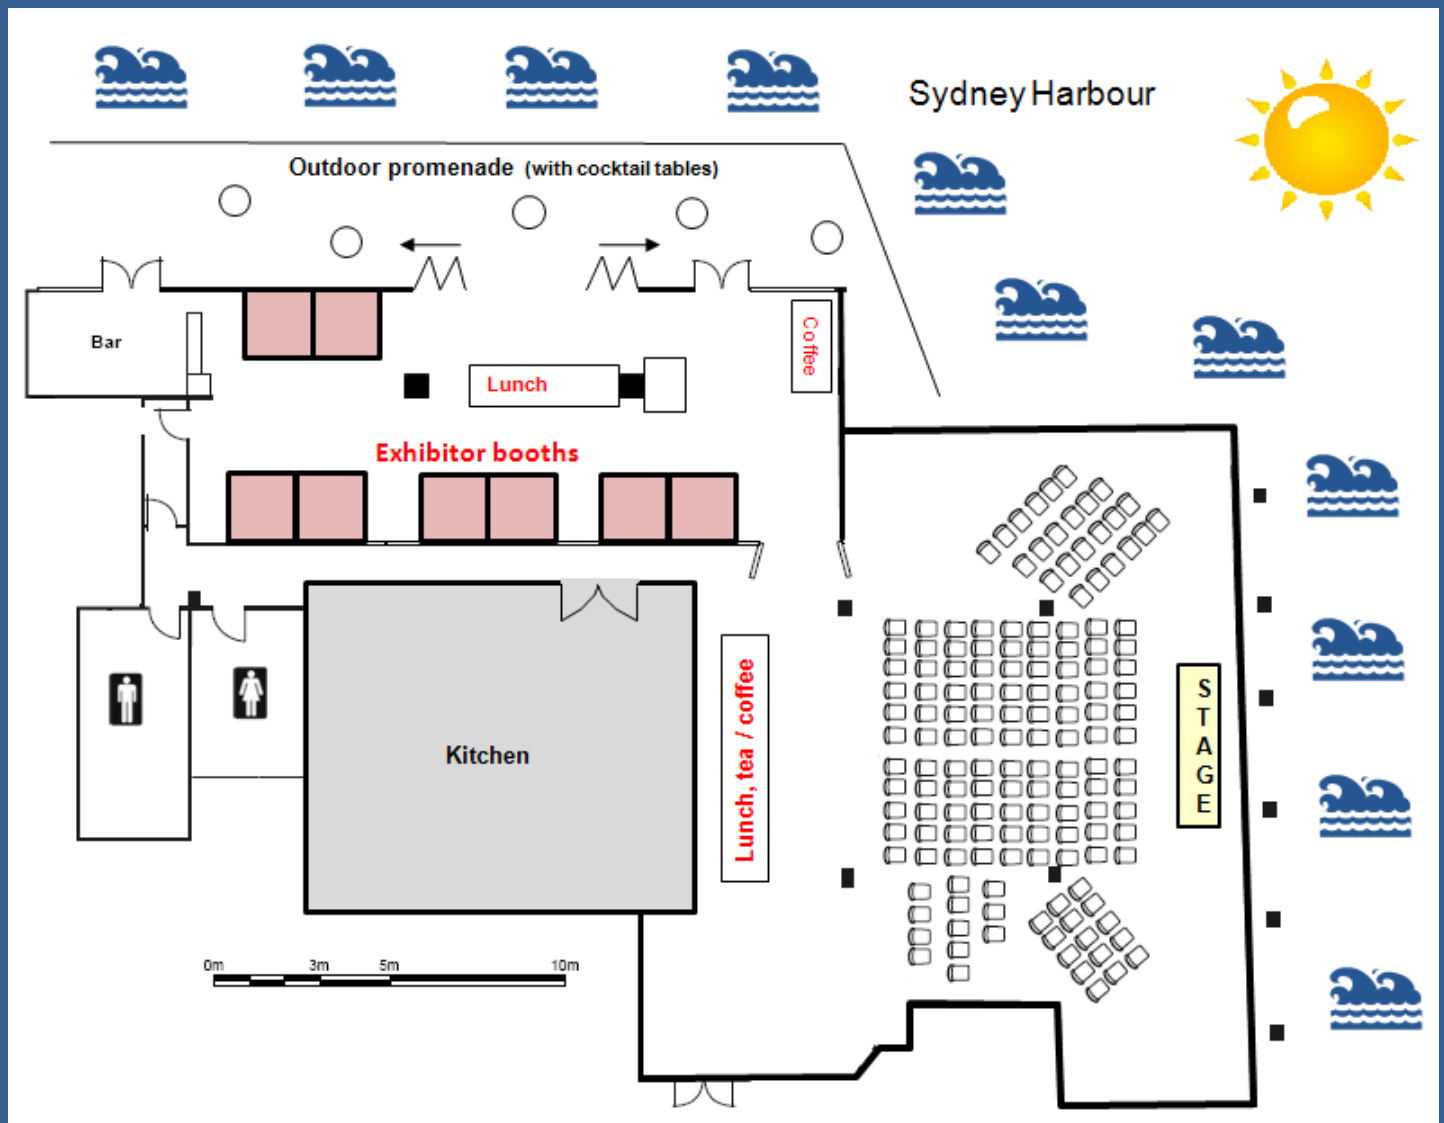 Sydney Harbour
Outdoor promenade (with cocktail tables)
Bar
Coffee
Lunch
Exhibitor booths
Lunch, tea / coffee
STAGE
Kitchen
0m 3m 5m 10m